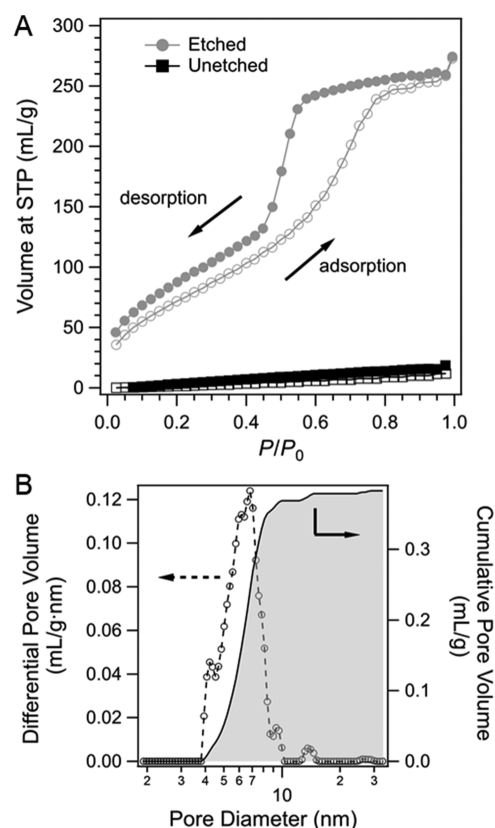 A
300
250
200
150
100
50
0
Volume at STP (mL/g)
Etched
Unetched
desorption
adsorption
0.0 0.2 0.4 0.6 0.8 1.0
P/P0
B
0.12
0.10
0.08
0.06
0.04
0.02
0.00
Differential Pore Volume
(mL/g·nm)
0.3
0.2
0.1
0.0
Cumulative Pore Volume
(mL/g)
2 3 4 5 6 7 8 10 2 3
Pore Diameter (nm)